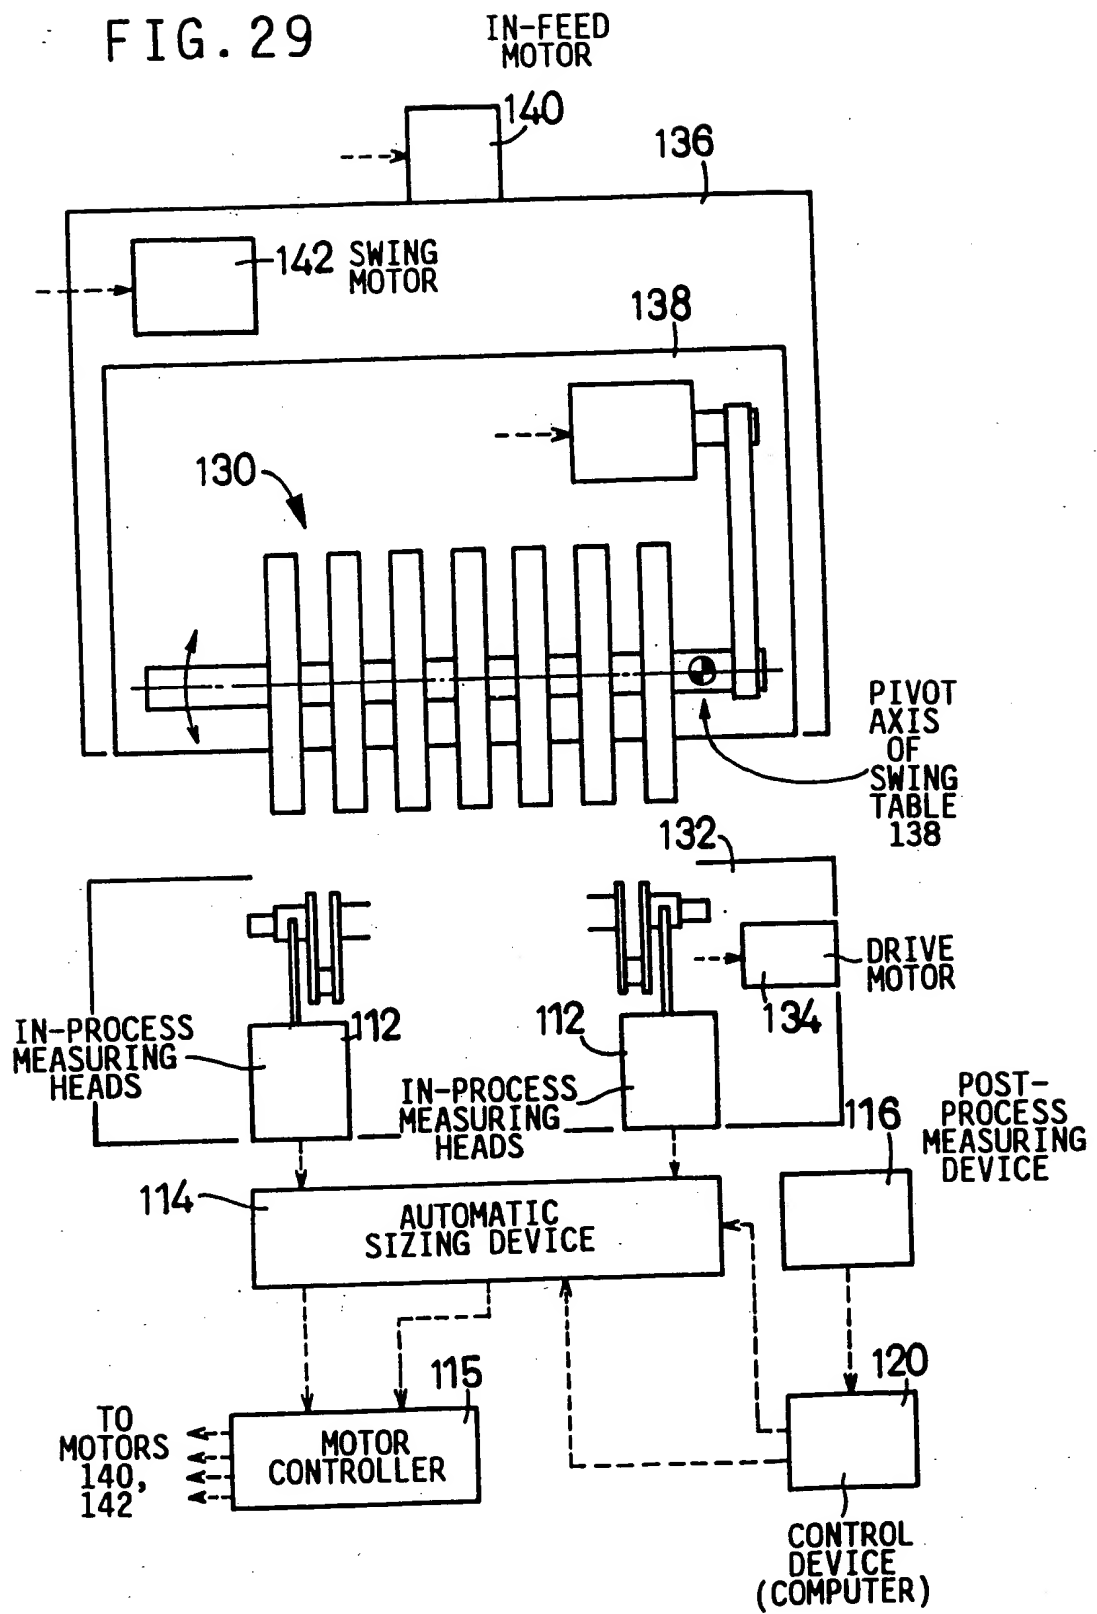 FIG.29
IN-FEED
MOTOR
140
136
142 SWING
MOTOR
138
130
PIVOT
AXIS
OF
SWING
TABLE
138
132
DRIVE
MOTOR
134
112
112
IN-PROCESS
MEASURING
HEADS
IN-PROCESS
MEASURING
HEADS
116
POST-
PROCESS
MEASURING
DEVICE
114
AUTOMATIC
SIZING DEVICE
115
120
TO
MOTORS
140,
142
MOTOR
CONTROLLER
CONTROL
DEVICE
(COMPUTER)